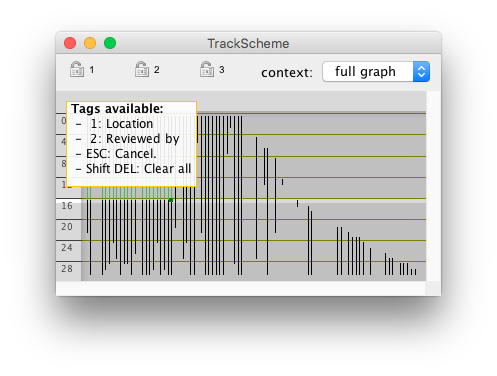 TrackScheme
1 2 3 context: full graph
Tags available:
- 1: Location
- 2: Reviewed by
- ESC: Cancel.
- Shift DEL: Clear all
0
4
8
12
16
20
24
28